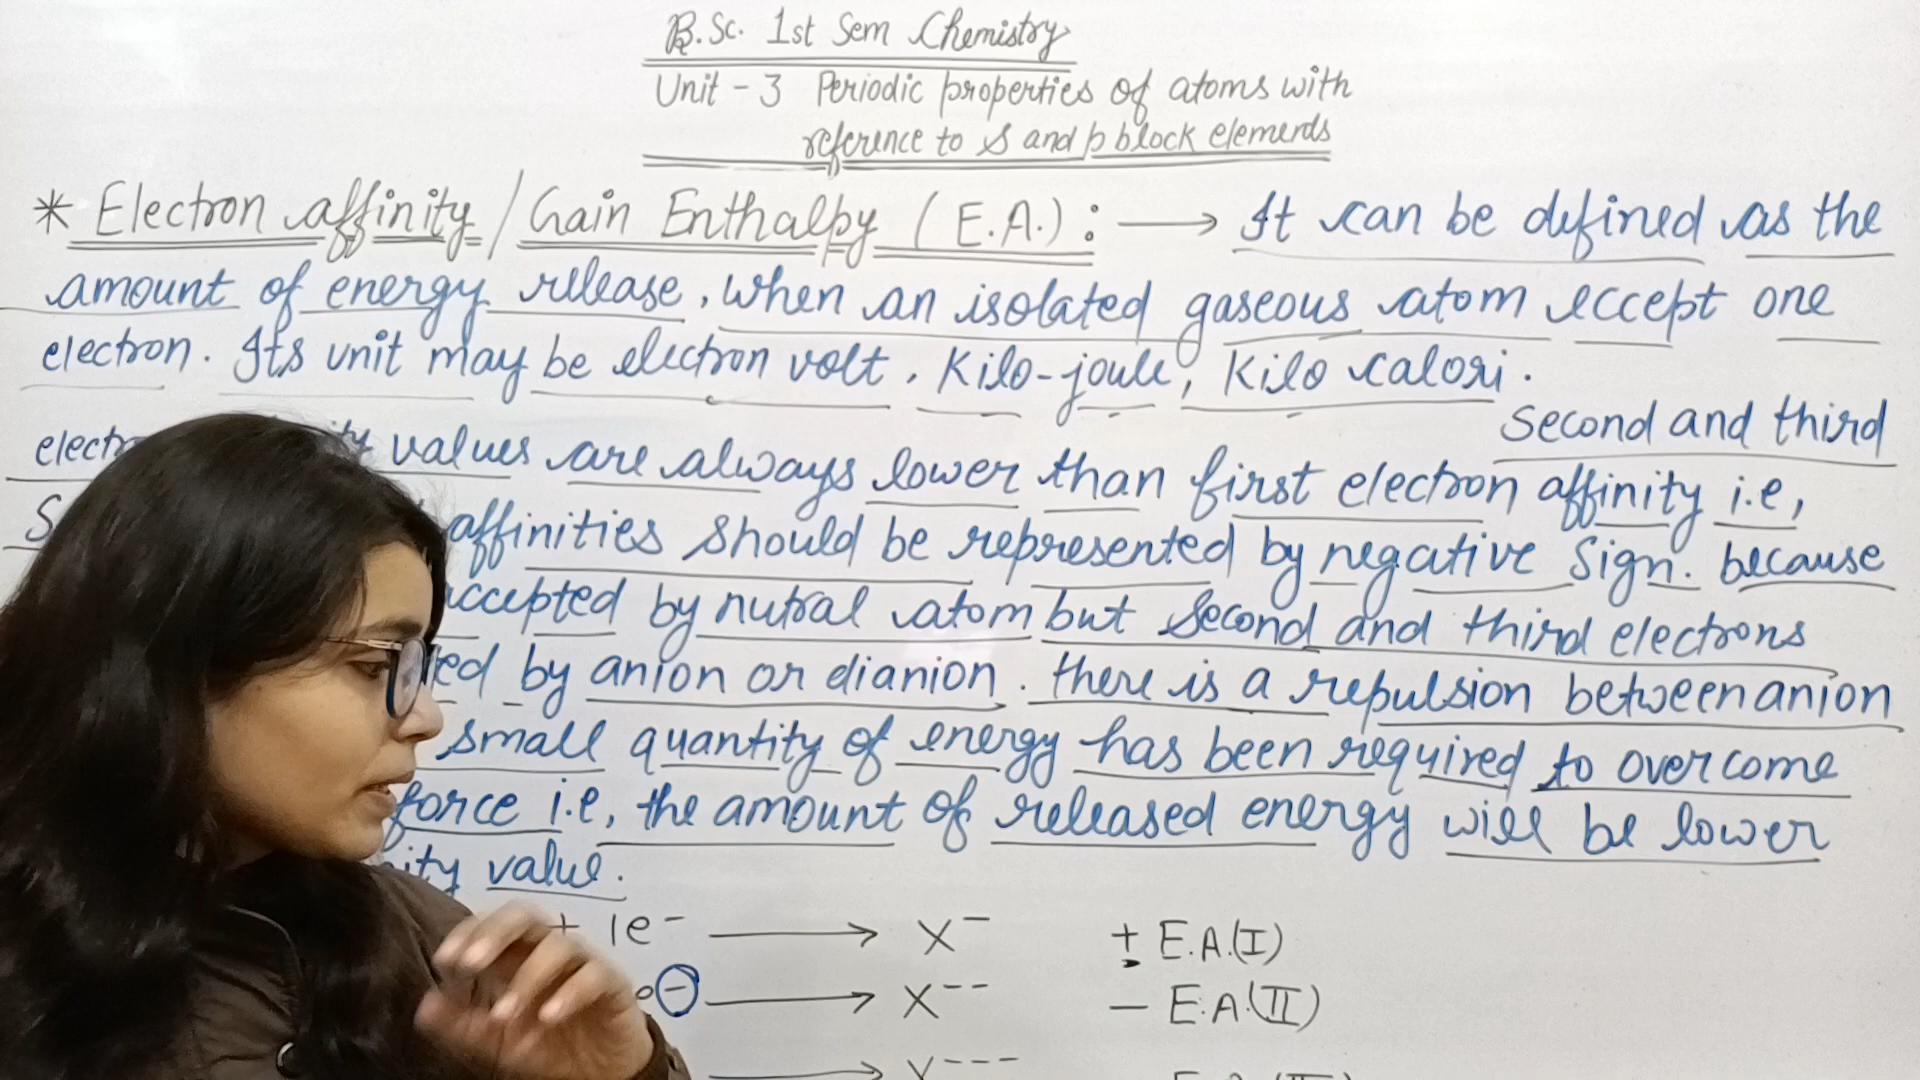 B.Sc. 1st Sem Chemistry
Unit - 3 Periodic properties of atoms with
reference to s and p block elements
* Electron affinity / Gain Enthalpy (E.A.) : → It can be defined as the
amount of energy release, when an isolated gaseous atom eccept one
electron. Its unit may be electron volt, Kilo-joule, Kilo calori.
Second and third
values are always lower than first electron affinity i.e,
affinities should be represented by negative Sign. because
accepted by nutral atom but second and third electrons
by anion or dianion. there is a repulsion between anion
small quantity of energy has been required to overcome
force i.e, the amount of released energy will be lower
value.
+ 1e⁻ → X⁻ + E.A.(I)
⊖ → X⁻⁻ − E.A.(II)